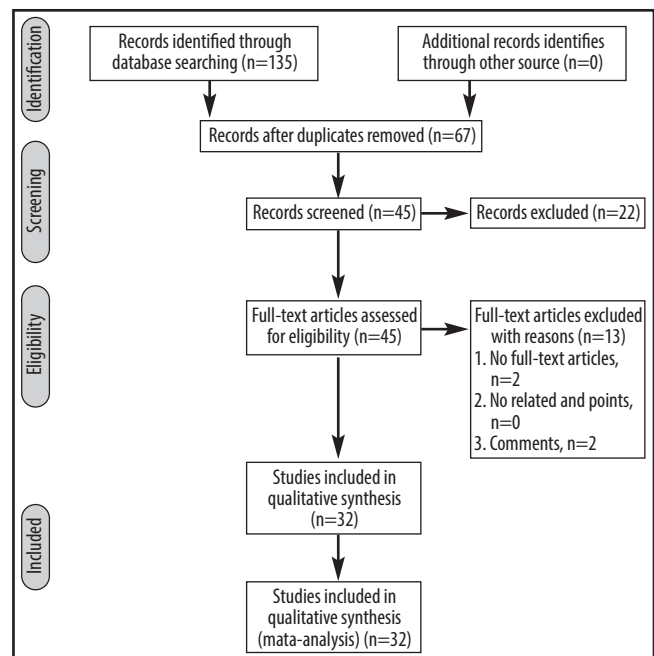 Identification
Records identified through
database searching (n=135)
Additional records identifies
through other source (n=0)
Records after duplicates removed (n=67)
Screening
Records screened (n=45)
Records excluded (n=22)
Eligibility
Full-text articles assessed
for eligibility (n=45)
Full-text articles excluded
with reasons (n=13)
1. No full-text articles,
n=2
2. No related and points,
n=0
3. Comments, n=2
Included
Studies included in
qualitative synthesis
(n=32)
Studies included in
qualitative synthesis
(mata-analysis) (n=32)